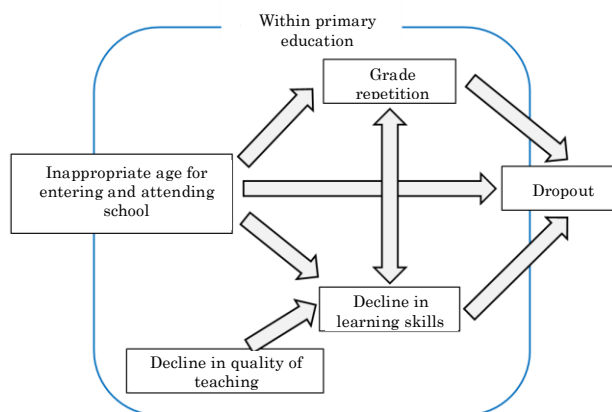 Within primary
education
Grade
repetition
Inappropriate age for
entering and attending
school
Dropout
Decline in
learning skills
Decline in quality of
teaching